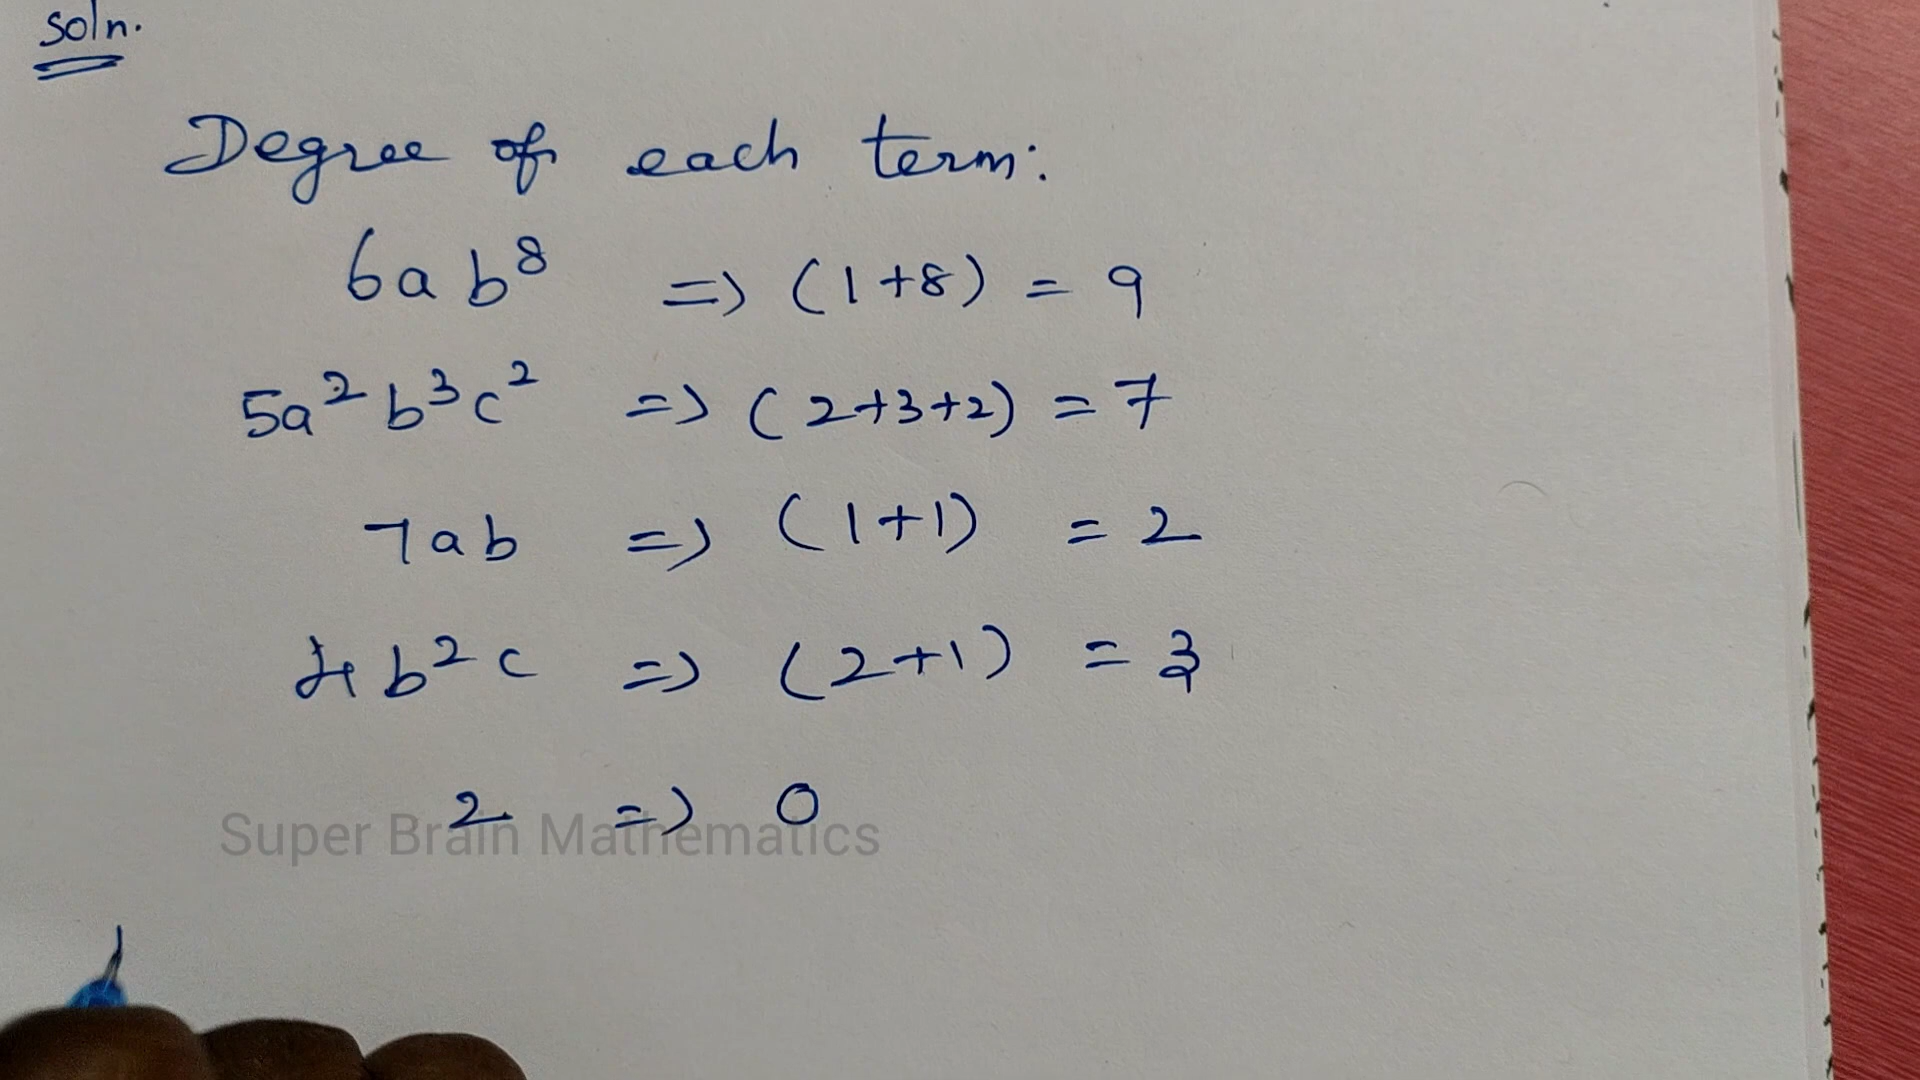 Soln.
Degree of each term:
6ab⁸ => (1+8) = 9
5a²b³c² => (2+3+2) = 7
7ab => (1+1) = 2
b²c => (2+1) = 3
2 => 0
Super Brain Mathematics